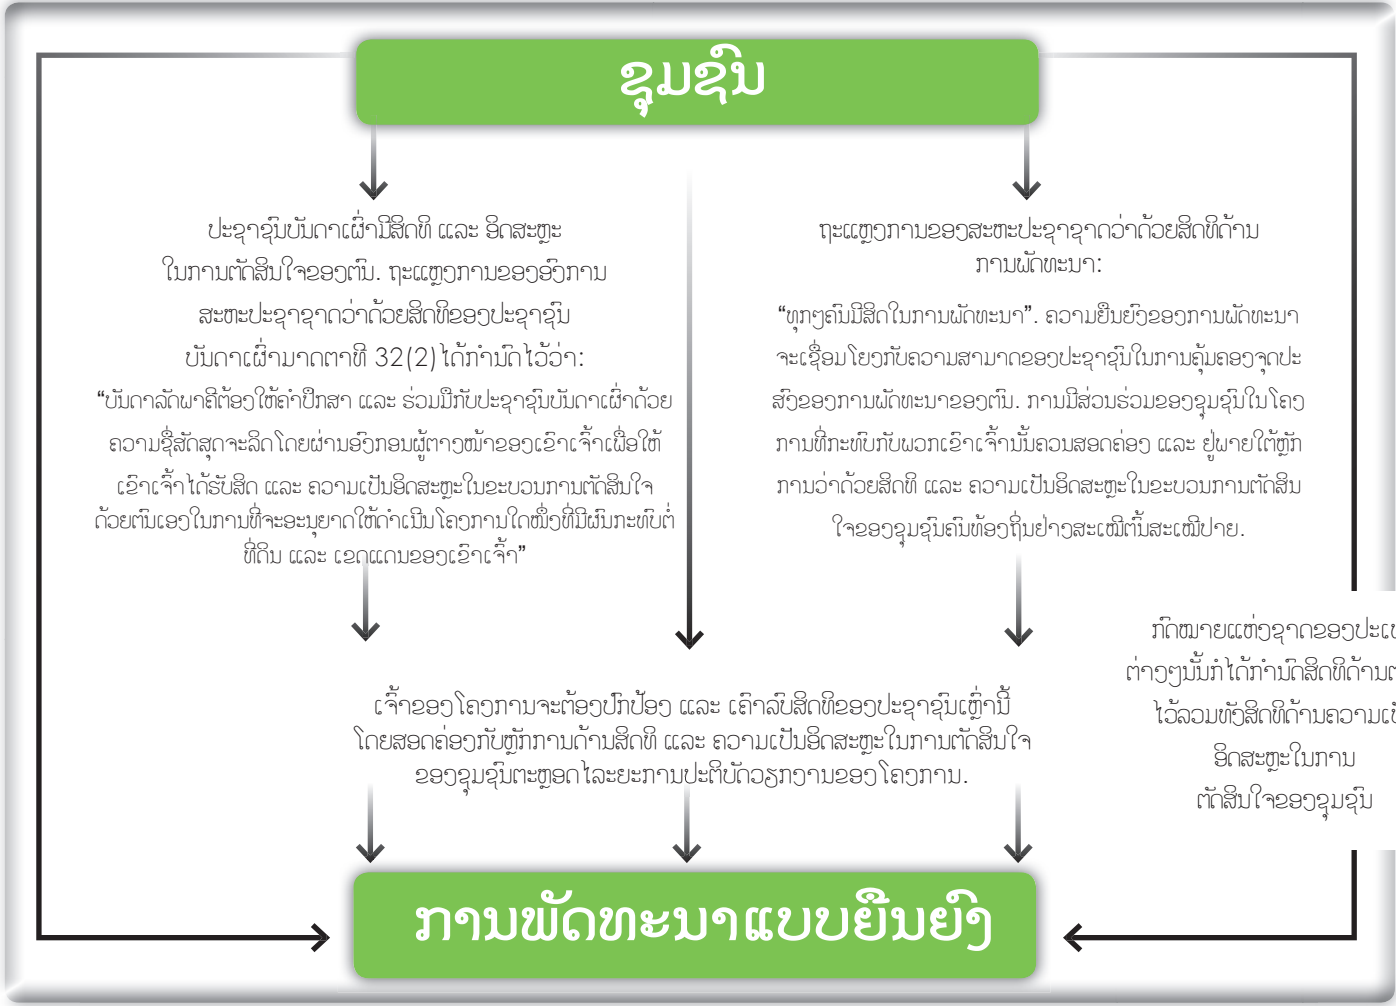 ຊຸມຊົນ
ປະຊາຊົນບັນດາເຜົ່າມີສິດທິ ແລະ ອິດສະຫຼະ
ໃນການຕັດສິນໃຈຂອງຕົນ. ຖະແຫຼງການຂອງອົງການ
ສະຫະປະຊາຊາດວ່າດ້ວຍສິດທິຂອງປະຊາຊົນ
ບັນດາເຜົ່າມາດຕາທີ 32(2) ໄດ້ກຳນົດໄວ້ວ່າ:
“ບັນດາລັດພາຄີຕ້ອງໃຫ້ຄຳປຶກສາ ແລະ ຮ່ວມມືກັບປະຊາຊົນບັນດາເຜົ່າດ້ວຍ
ຄວາມຊື່ສັດສຸດຈະລິດໂດຍຜ່ານອົງກອນຜູ້ຕາງໜ້າຂອງເຂົາເຈົ້າເພື່ອໃຫ້
ເຂົາເຈົ້າໄດ້ຮັບສິດ ແລະ ຄວາມເປັນອິດສະຫຼະໃນຂະບວນການຕັດສິນໃຈ
ດ້ວຍຕົນເອງໃນການທີ່ຈະອະນຸຍາດໃຫ້ດຳເນີນໂຄງການໃດໜຶ່ງທີ່ມີຜົນກະທົບຕໍ່
ທີ່ດິນ ແລະ ເຂດແດນຂອງເຂົາເຈົ້າ”
ຖະແຫຼງການຂອງສະຫະປະຊາຊາດວ່າດ້ວຍສິດທິດ້ານ
ການພັດທະນາ:
“ທຸກໆຄົນມີສິດໃນການພັດທະນາ”. ຄວາມຍືນຍົງຂອງການພັດທະນາ
ຈະເຊື່ອມໂຍງກັບຄວາມສາມາດຂອງປະຊາຊົນໃນການຄຸ້ມຄອງຈຸດປະ
ສົງຂອງການພັດທະນາຂອງຕົນ. ການມີສ່ວນຮ່ວມຂອງຊຸມຊົນໃນໂຄງ
ການທີ່ກະທົບກັບພວກເຂົາເຈົ້ານັ້ນຄວນສອດຄ່ອງ ແລະ ຢູ່ພາຍໃຕ້ຫຼັກ
ການວ່າດ້ວຍສິດທິ ແລະ ຄວາມເປັນອິດສະຫຼະໃນຂະບວນການຕັດສິນ
ໃຈຂອງຊຸມຊົນຄົນທ້ອງຖິ່ນຢ່າງສະເໝີຕົ້ນສະເໝີປາຍ.
ກົດໝາຍແຫ່ງຊາດຂອງ
ຕ່າງໆນັ້ນກໍໄດ້ກຳນົດສິດທິດ້ານ
ໄວ້ລວມທັງສິດທິດ້ານຄວາມ
ອິດສະຫຼະໃນການ
ຕັດສິນໃຈຂອງຊຸມຊົນ
ເຈົ້າຂອງໂຄງການຈະຕ້ອງປົກປ້ອງ ແລະ ເຄົາລົບສິດທິຂອງປະຊາຊົນເຫຼົ່ານີ້
ໂດຍສອດຄ່ອງກັບຫຼັກການດ້ານສິດທິ ແລະ ຄວາມເປັນອິດສະຫຼະໃນການຕັດສິນໃຈ
ຂອງຊຸມຊົນຕະຫຼອດໄລະຍະການປະຕິບັດວຽກງານຂອງໂຄງການ.
ການພັດທະນາແບບຍືນຍົງ